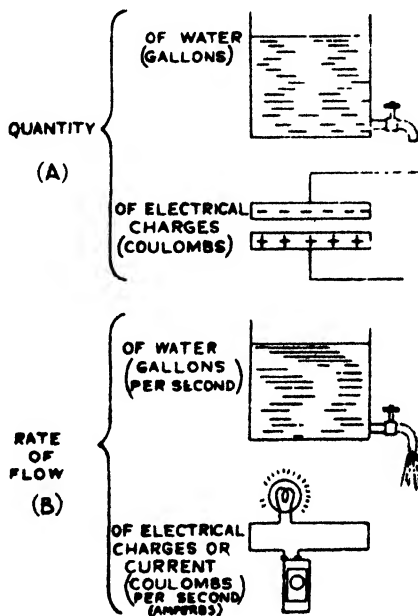 OF WATER
(GALLONS)
QUANTITY
(A)
OF ELECTRICAL
CHARGES
(COULOMBS)
OF WATER
(GALLONS
PER SECOND)
RATE
OF
FLOW
(B)
OF ELECTRICAL
CHARGES OR
CURRENT
(COULOMBS
PER SECOND)
(AMPERES)